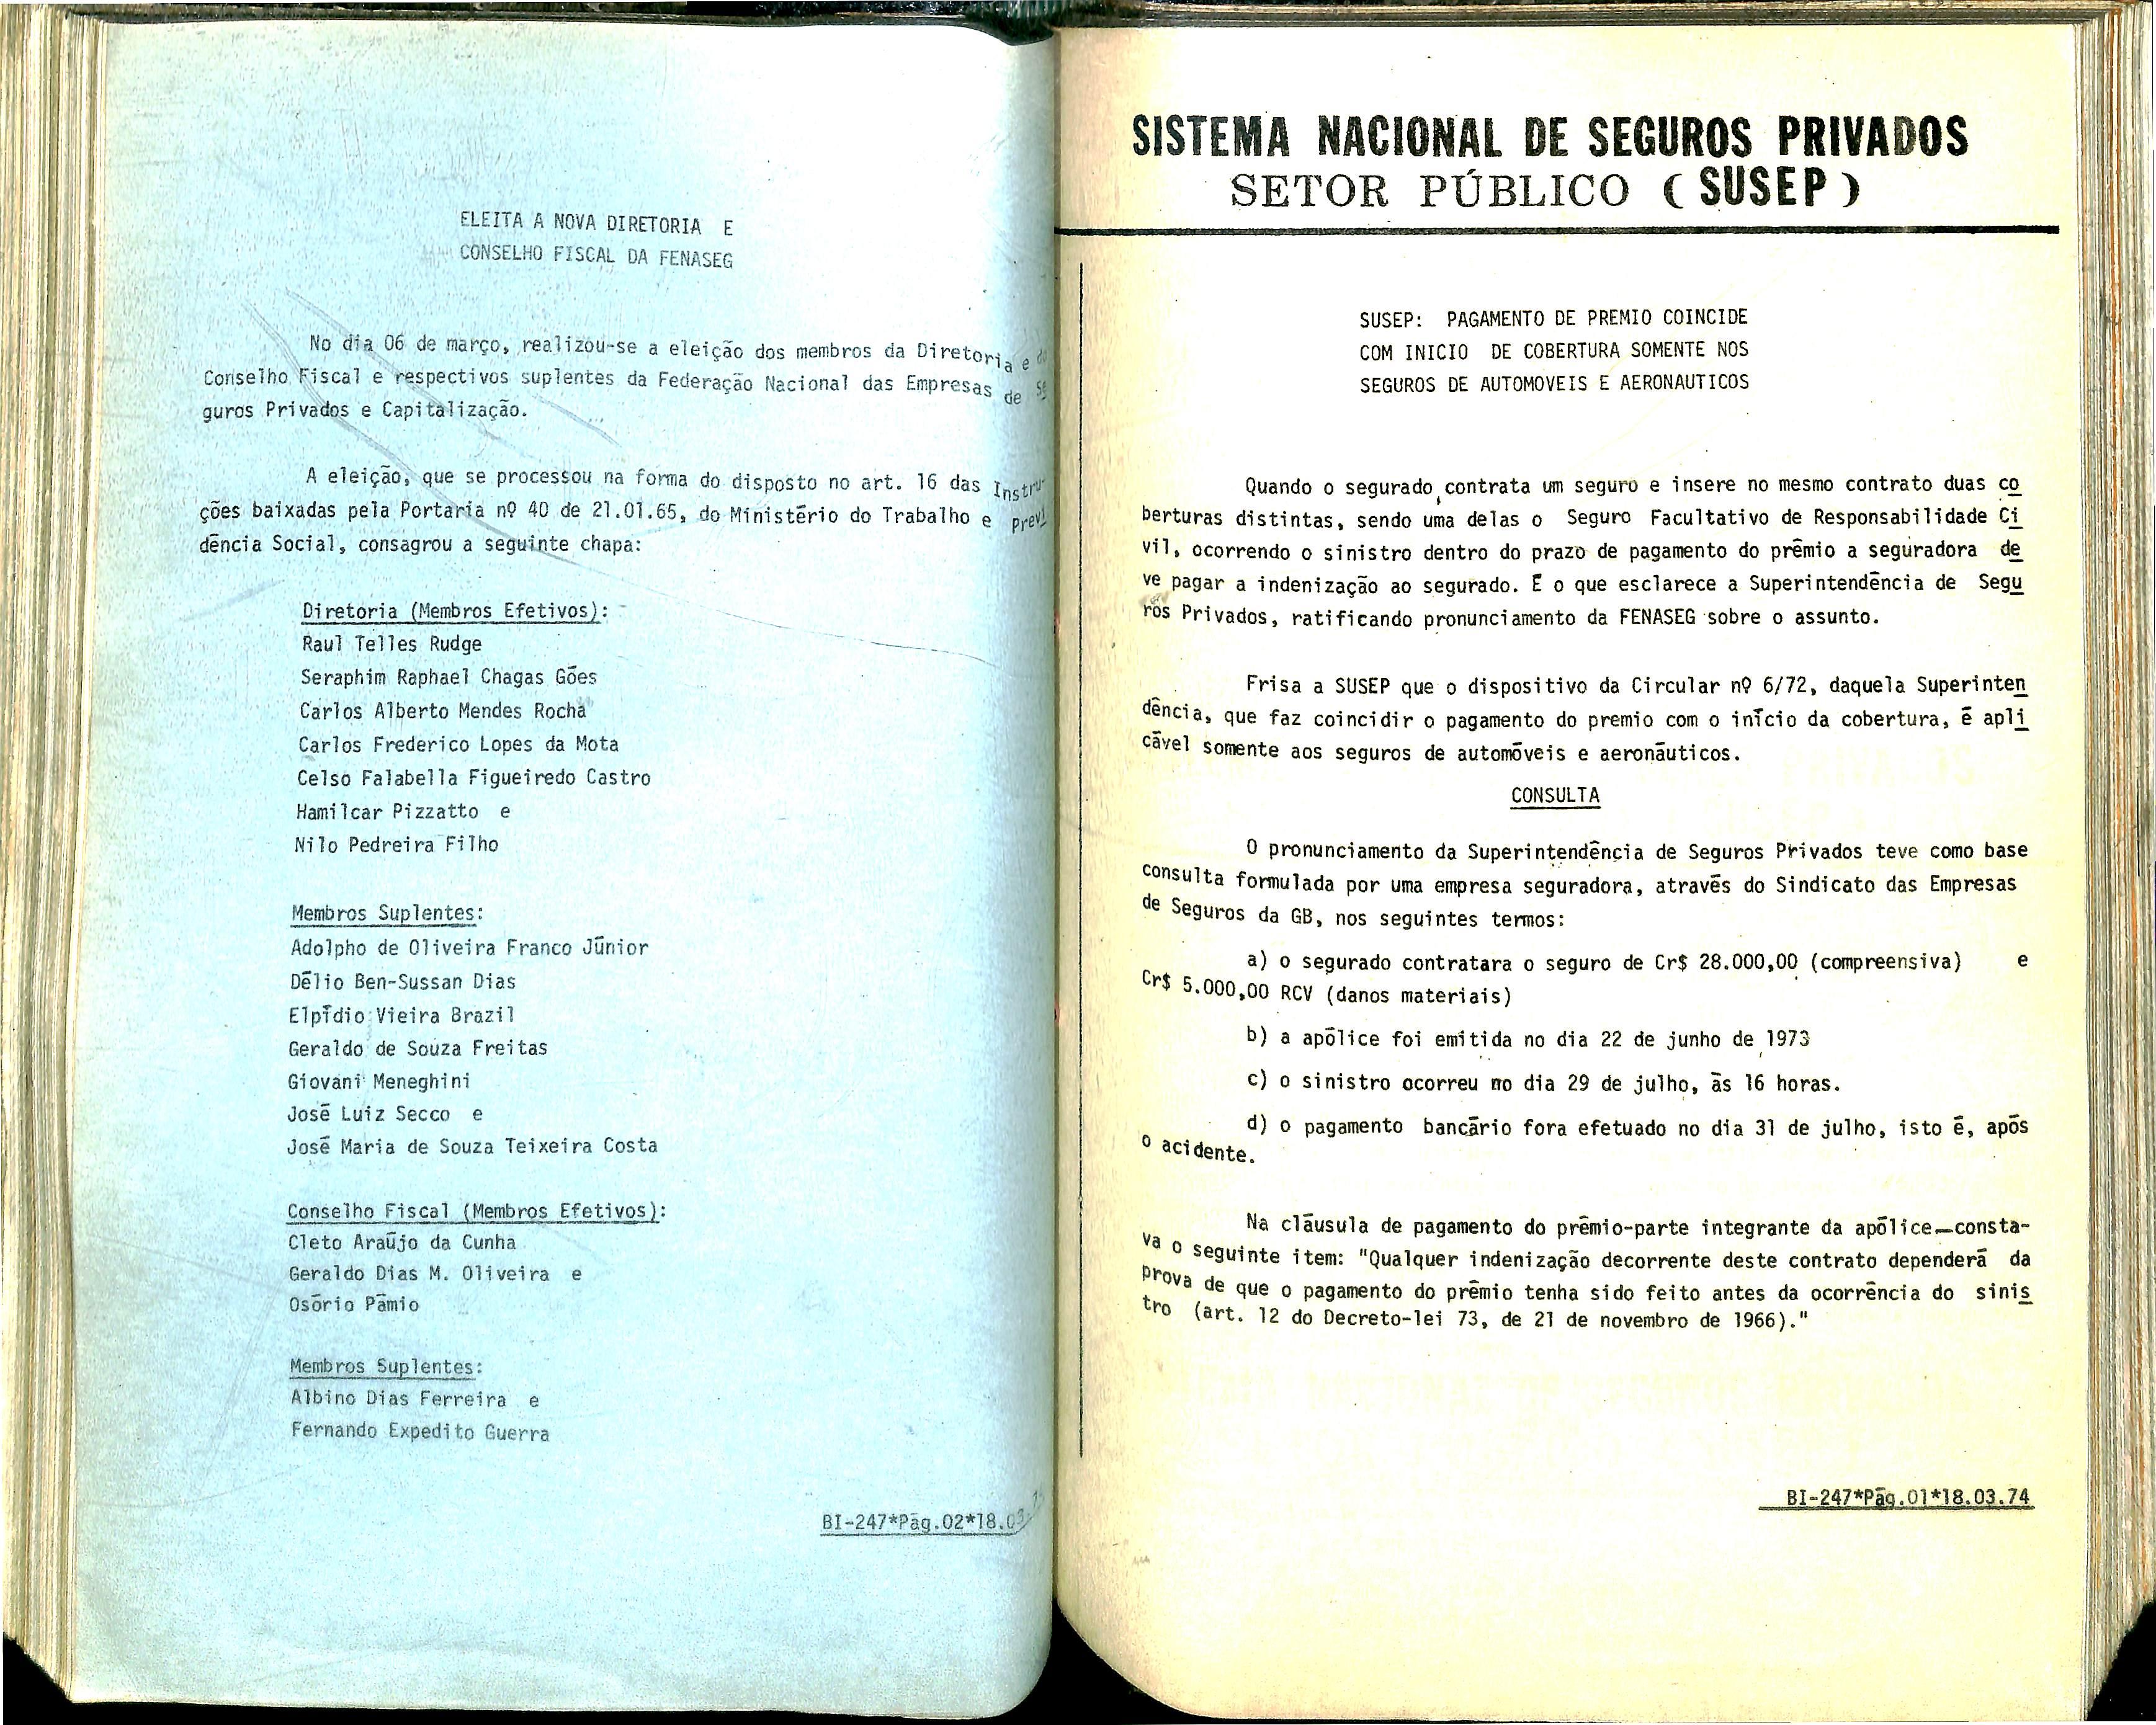 ELEITA A NOVA DIRETORIA E
CONSELHO FISCAL DA FENASEG
No dia 06 de março, realizou-se a eleição dos membros da Diretoria e do
Conselho Fiscal e respectivos suplentes da Federação Nacional das Empresas de Se
guros Privados e Capitalização.
A eleição, que se processou na forma do disposto no art. 16 das Instru-
ções baixadas pela Portaria nº 40 de 21.01.65, do Ministério do Trabalho e Previ
dência Social, consagrou a seguinte chapa:
Diretoria (Membros Efetivos):
Raul Telles Rudge
Seraphim Raphael Chagas Góes
Carlos Alberto Mendes Rocha
Carlos Frederico Lopes da Mota
Celso Falabella Figueiredo Castro
Hamilcar Pizzatto e
Nilo Pedreira Filho
Membros Suplentes:
Adolpho de Oliveira Franco Júnior
Délio Ben-Sussan Dias
Elpídio Vieira Brazil
Geraldo de Souza Freitas
Giovani Meneghini
José Luiz Secco e
José Maria de Souza Teixeira Costa
Conselho Fiscal (Membros Efetivos):
Cleto Araújo da Cunha
Geraldo Dias M. Oliveira e
Osório Pâmio
Membros Suplentes:
Albino Dias Ferreira e
Fernando Expedito Guerra
BI-247*Pág.02*18.03.74
SISTEMA NACIONAL DE SEGUROS PRIVADOS
SETOR PÚBLICO (SUSEP)
SUSEP: PAGAMENTO DE PREMIO COINCIDE
COM INICIO DE COBERTURA SOMENTE NOS
SEGUROS DE AUTOMOVEIS E AERONAUTICOS
Quando o segurado contrata um seguro e insere no mesmo contrato duas co
berturas distintas, sendo uma delas o Seguro Facultativo de Responsabilidade Ci
vil, ocorrendo o sinistro dentro do prazo de pagamento do prêmio a seguradora de
ve pagar a indenização ao segurado. É o que esclarece a Superintendência de Segu
ros Privados, ratificando pronunciamento da FENASEG sobre o assunto.
Frisa a SUSEP que o dispositivo da Circular nº 6/72, daquela Superinten
dência, que faz coincidir o pagamento do premio com o início da cobertura, é apli
cável somente aos seguros de automóveis e aeronáuticos.
CONSULTA
O pronunciamento da Superintendência de Seguros Privados teve como base
consulta formulada por uma empresa seguradora, através do Sindicato das Empresas
de Seguros da GB, nos seguintes termos:
a) o segurado contratara o seguro de Cr$ 28.000,00 (compreensiva) e
Cr$ 5.000,00 RCV (danos materiais)
b) a apólice foi emitida no dia 22 de junho de 1973
c) o sinistro ocorreu no dia 29 de julho, às 16 horas.
d) o pagamento bancário fora efetuado no dia 31 de julho, isto é, após
o acidente.
Na cláusula de pagamento do prêmio-parte integrante da apólice—consta-
va o seguinte item: "Qualquer indenização decorrente deste contrato dependerá da
prova de que o pagamento do prêmio tenha sido feito antes da ocorrência do sinis
tro (art. 12 do Decreto-lei 73, de 21 de novembro de 1966)."
BI-247*Pág.01*18.03.74